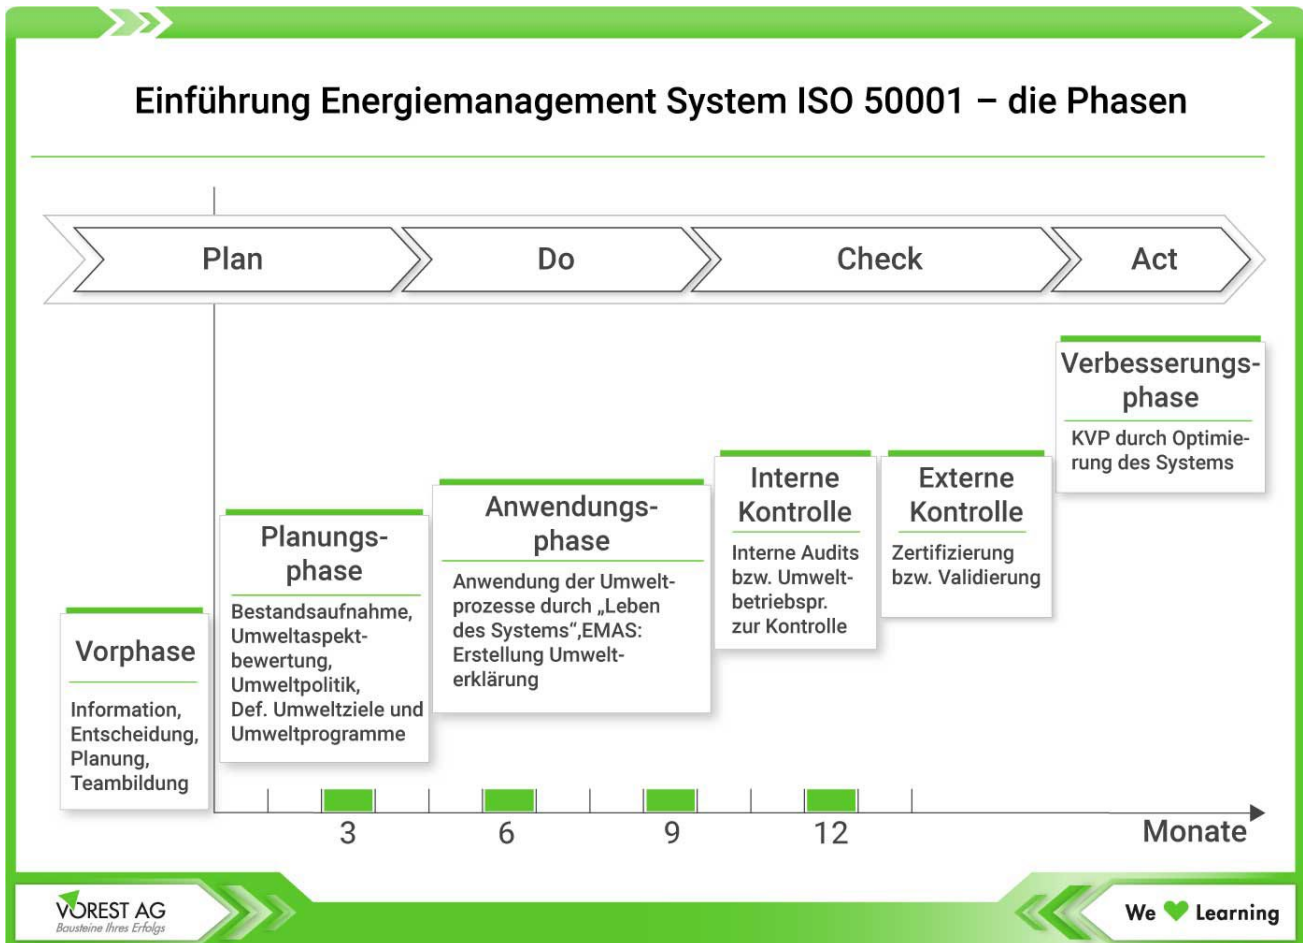 Einführung Energiemanagement System ISO 50001 – die Phasen
Plan
Do
Check
Act
Vorphase
Information,
Entscheidung,
Planung,
Teambildung
Planungs-
phase
Bestandsaufnahme,
Umweltaspekt-
bewertung,
Umweltpolitik,
Def. Umweltziele und
Umweltprogramme
Anwendungs-
phase
Anwendung der Umwelt-
prozesse durch „Leben
des Systems“,EMAS:
Erstellung Umwelt-
erklärung
Interne
Kontrolle
Interne Audits
bzw. Umwelt-
betriebspr.
zur Kontrolle
Externe
Kontrolle
Zertifizierung
bzw. Validierung
Verbesserungs-
phase
KVP durch Optimie-
rung des Systems
3
6
9
12
Monate
VOREST AG
Bausteine Ihres Erfolgs
We Learning